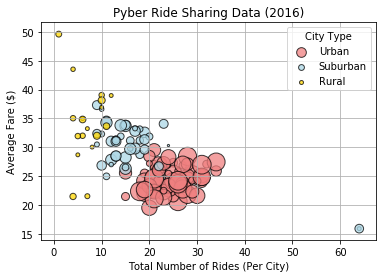 Pyber Ride Sharing Data (2016)
City Type
Urban
Suburban
Rural
Average Fare ($)
50
45
40
35
30
25
20
15
0 10 20 30 40 50 60
Total Number of Rides (Per City)